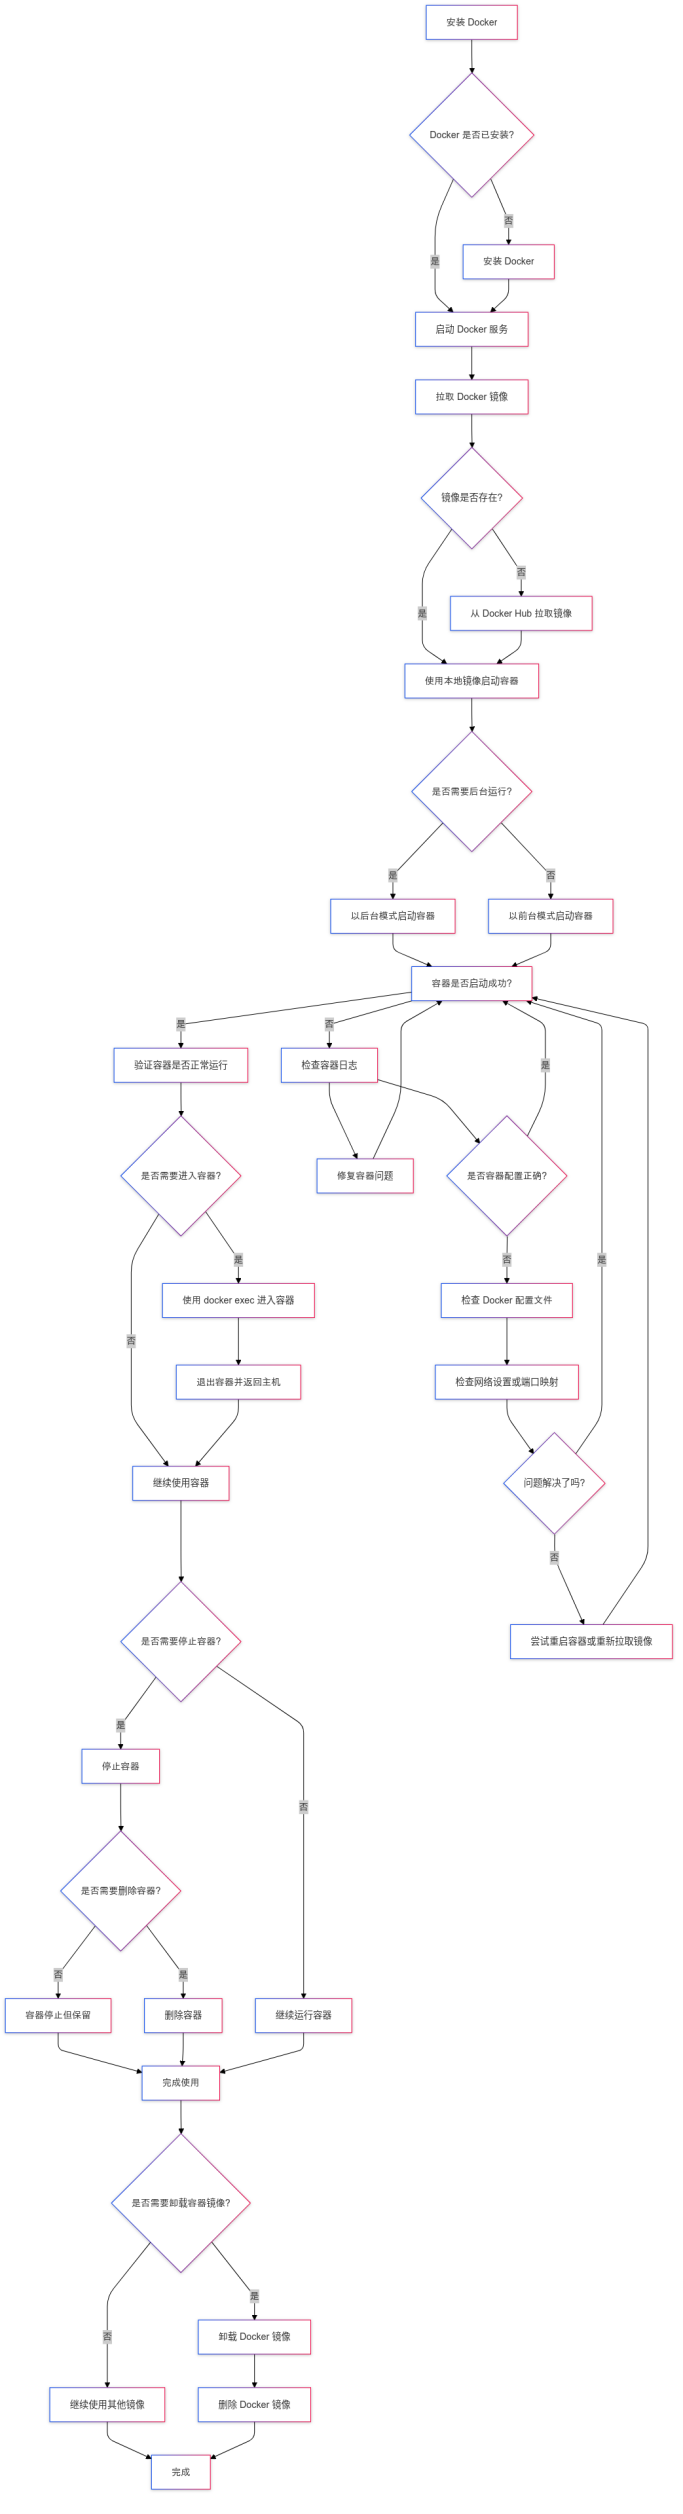 安装 Docker
Docker 是否已安装?
否
安装 Docker
是
启动 Docker 服务
拉取 Docker 镜像
镜像是否存在?
否
是
从 Docker Hub 拉取镜像
使用本地镜像启动容器
是否需要后台运行?
是
否
以后台模式启动容器
以前台模式启动容器
容器是否启动成功?
是
否
验证容器是否正常运行
检查容器日志
是
是否需要进入容器?
修复容器问题
是否容器配置正确?
是
否
是
使用 docker exec 进入容器
检查 Docker 配置文件
否
退出容器并返回主机
检查网络设置或端口映射
继续使用容器
问题解决了吗?
否
是否需要停止容器?
尝试重启容器或重新拉取镜像
是
停止容器
否
是否需要删除容器?
否
是
容器停止但保留
删除容器
继续运行容器
完成使用
是否需要卸载容器镜像?
是
否
卸载 Docker 镜像
继续使用其他镜像
删除 Docker 镜像
完成